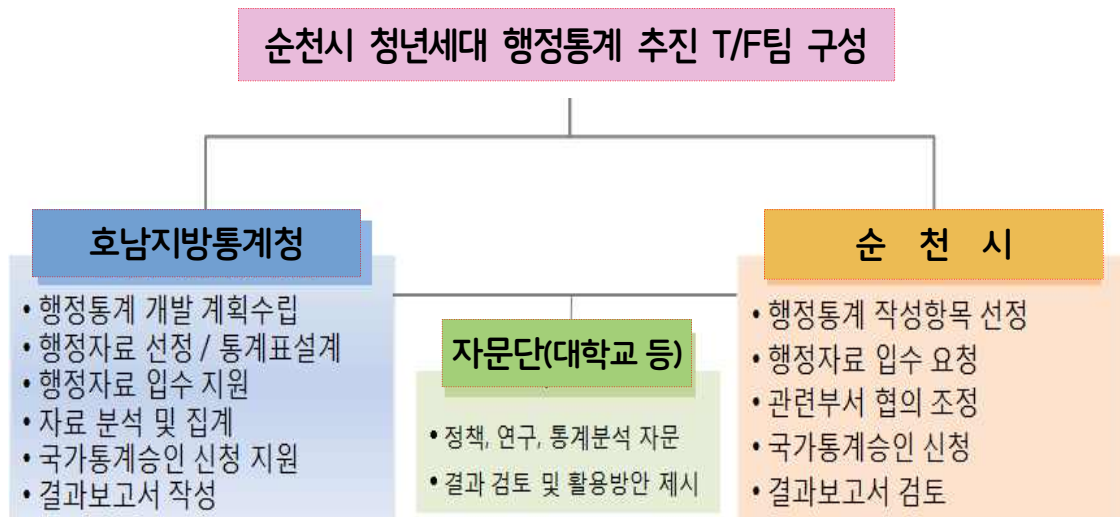 순천시 청년세대 행정통계 추진 T/F팀 구성
호남지방통계청
• 행정통계 개발 계획수립
• 행정자료 선정 / 통계표설계
• 행정자료 입수 지원
• 자료 분석 및 집계
• 국가통계승인 신청 지원
• 결과보고서 작성
자문단(대학교 등)
• 정책, 연구, 통계분석 자문
• 결과 검토 및 활용방안 제시
순 천 시
• 행정통계 작성항목 선정
• 행정자료 입수 요청
• 관련부서 협의 조정
• 국가통계승인 신청
• 결과보고서 검토